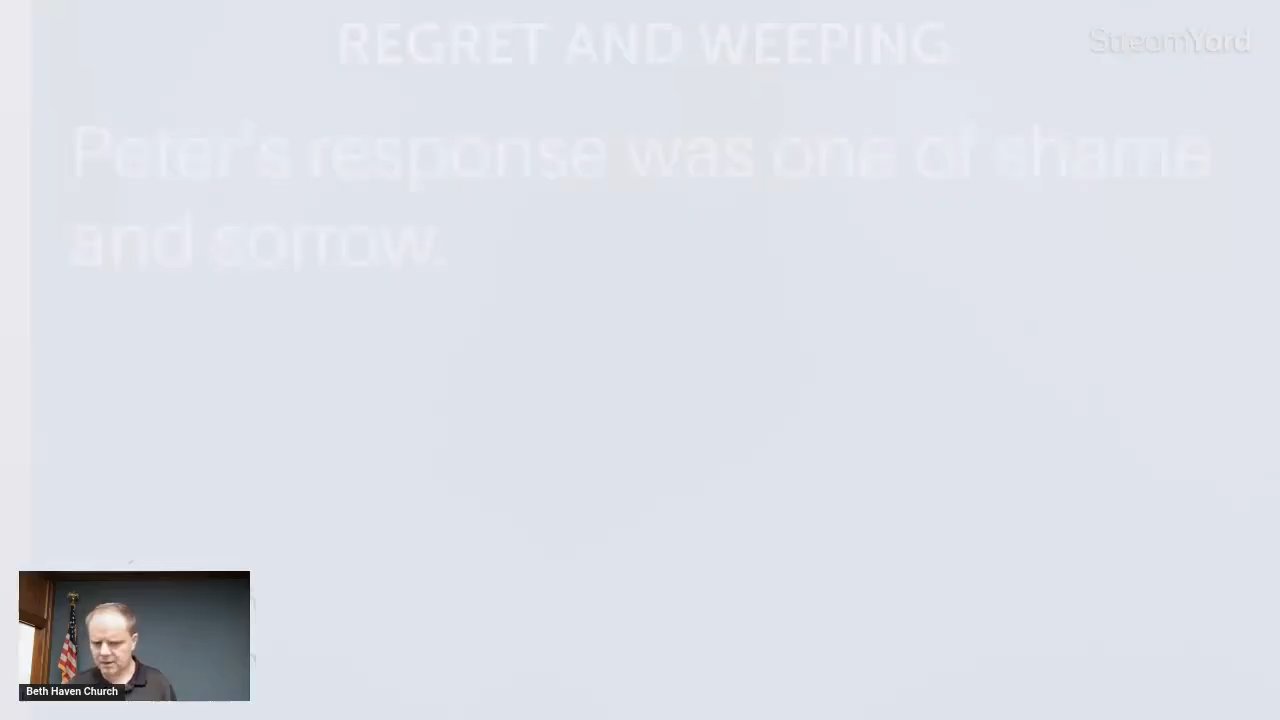 REGRET AND WEEPING
StreamYard
Peter's response was one of shame
and sorrow.
Beth Haven Church